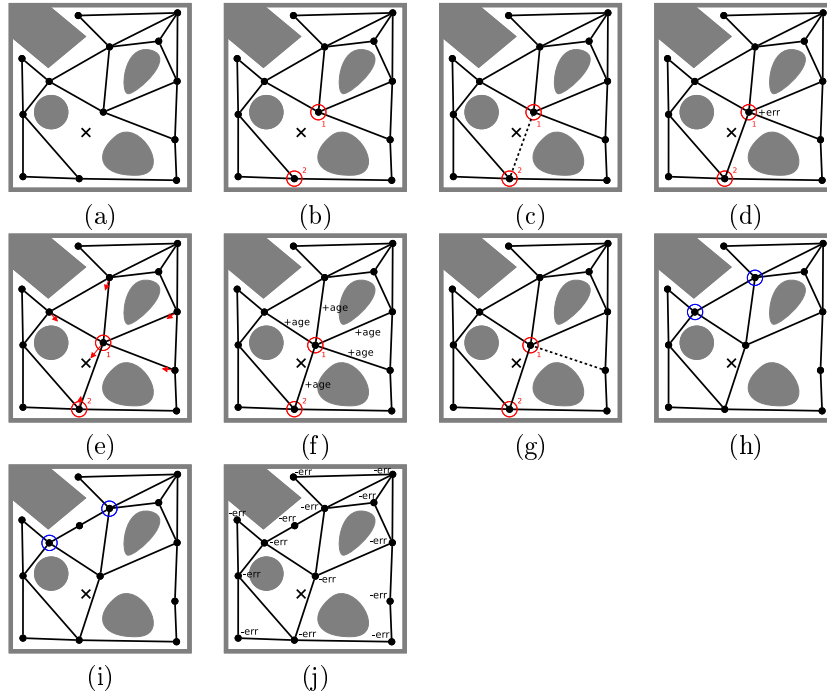 1
2
(a) (b)
1
2
(c)
+err
1
2
(d)
1
2
(e)
+age
+age
+age
+age
+age
1
2
(f)
1
2
(g) (h)
(i)
-err -err
-err
-err -err
-err
-err -err
-err -err
-err
-err -err -err
(j)